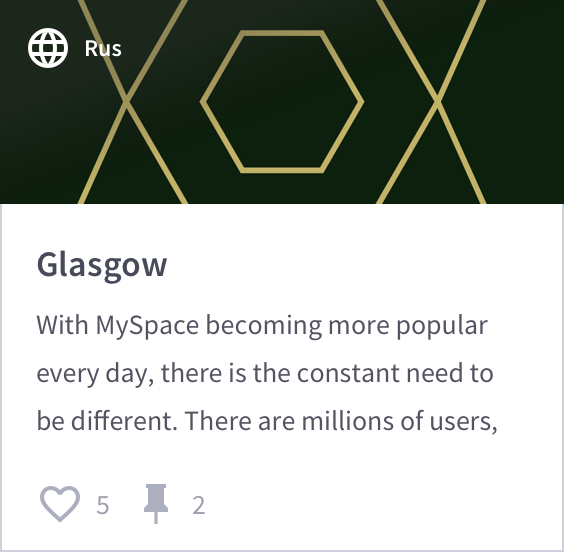 Rus
Glasgow
With MySpace becoming more popular
every day, there is the constant need to
be different. There are millions of users,
5 2